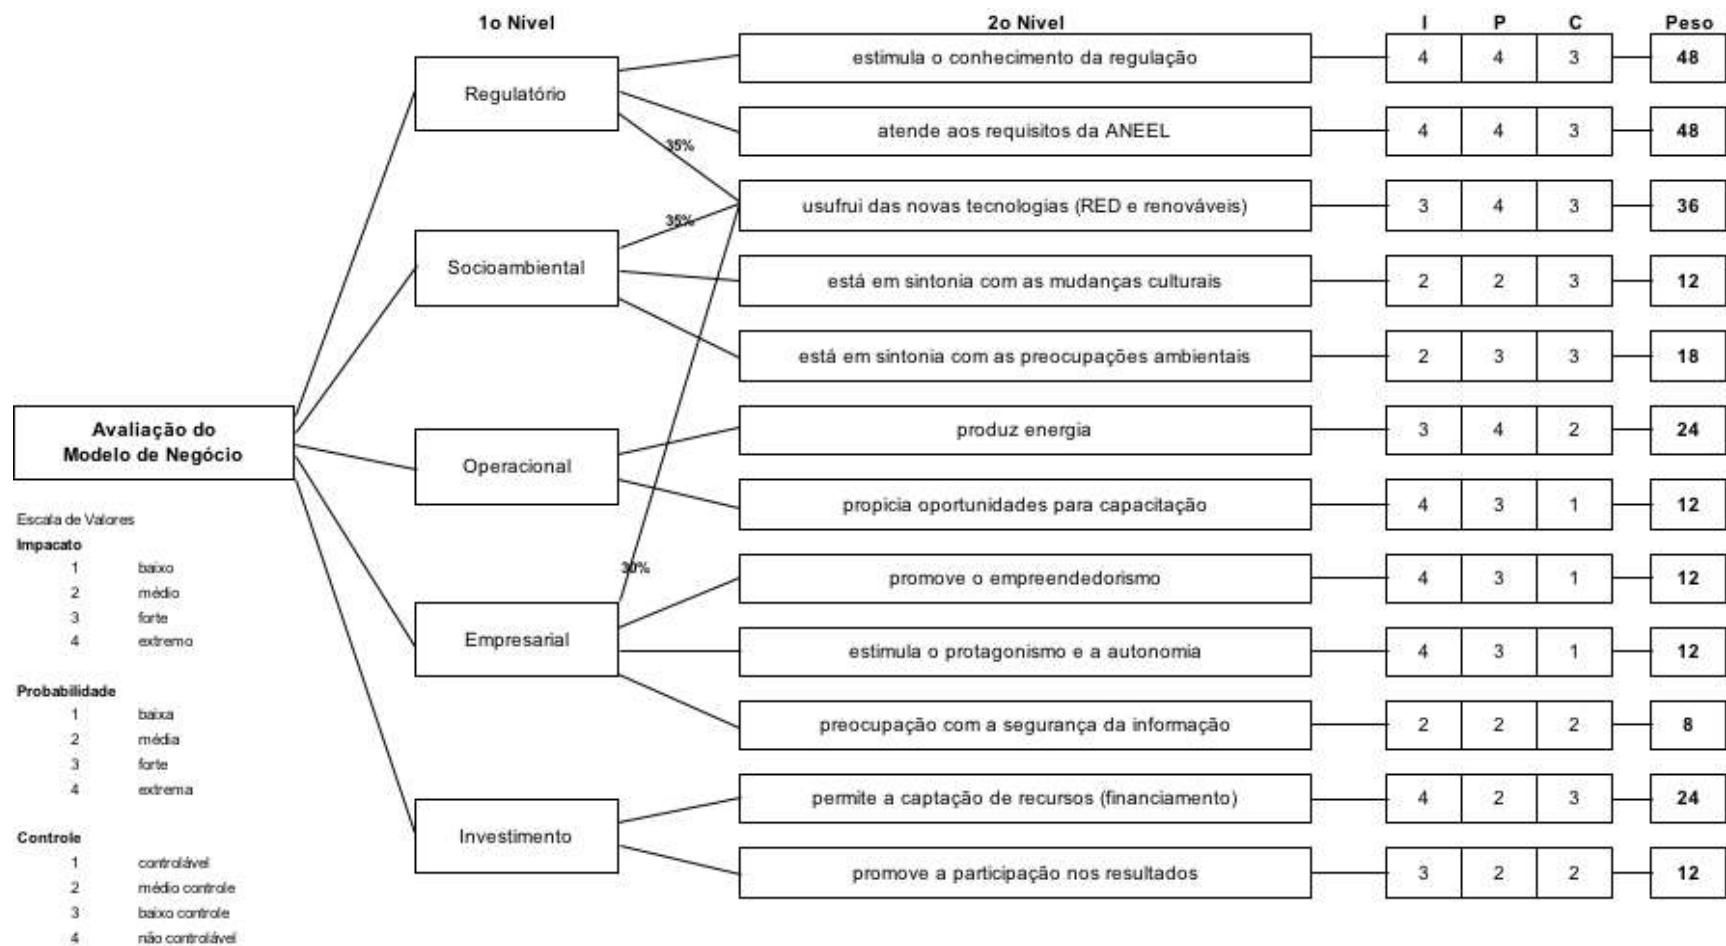 1o Nível 2o Nível I P C Peso
estimula o conhecimento da regulação 4 4 3 48
Regulatório
atende aos requisitos da ANEEL 4 4 3 48
35%
usufrui das novas tecnologias (RED e renováveis) 3 4 3 36
35%
Socioambiental
está em sintonia com as mudanças culturais 2 2 3 12
está em sintonia com as preocupações ambientais 2 3 3 18
Avaliação do
Modelo de Negócio
produz energia 3 4 2 24
Operacional
propicia oportunidades para capacitação 4 3 1 12
30%
promove o empreendedorismo 4 3 1 12
Empresarial
estimula o protagonismo e a autonomia 4 3 1 12
preocupação com a segurança da informação 2 2 2 8
permite a captação de recursos (financiamento) 4 2 3 24
Investimento
promove a participação nos resultados 3 2 2 12
Escala de Valores
Impacato
1 baixo
2 médio
3 forte
4 extremo
Probabilidade
1 baixa
2 média
3 forte
4 extrema
Controle
1 controlável
2 médio controle
3 baixo controle
4 não controlável